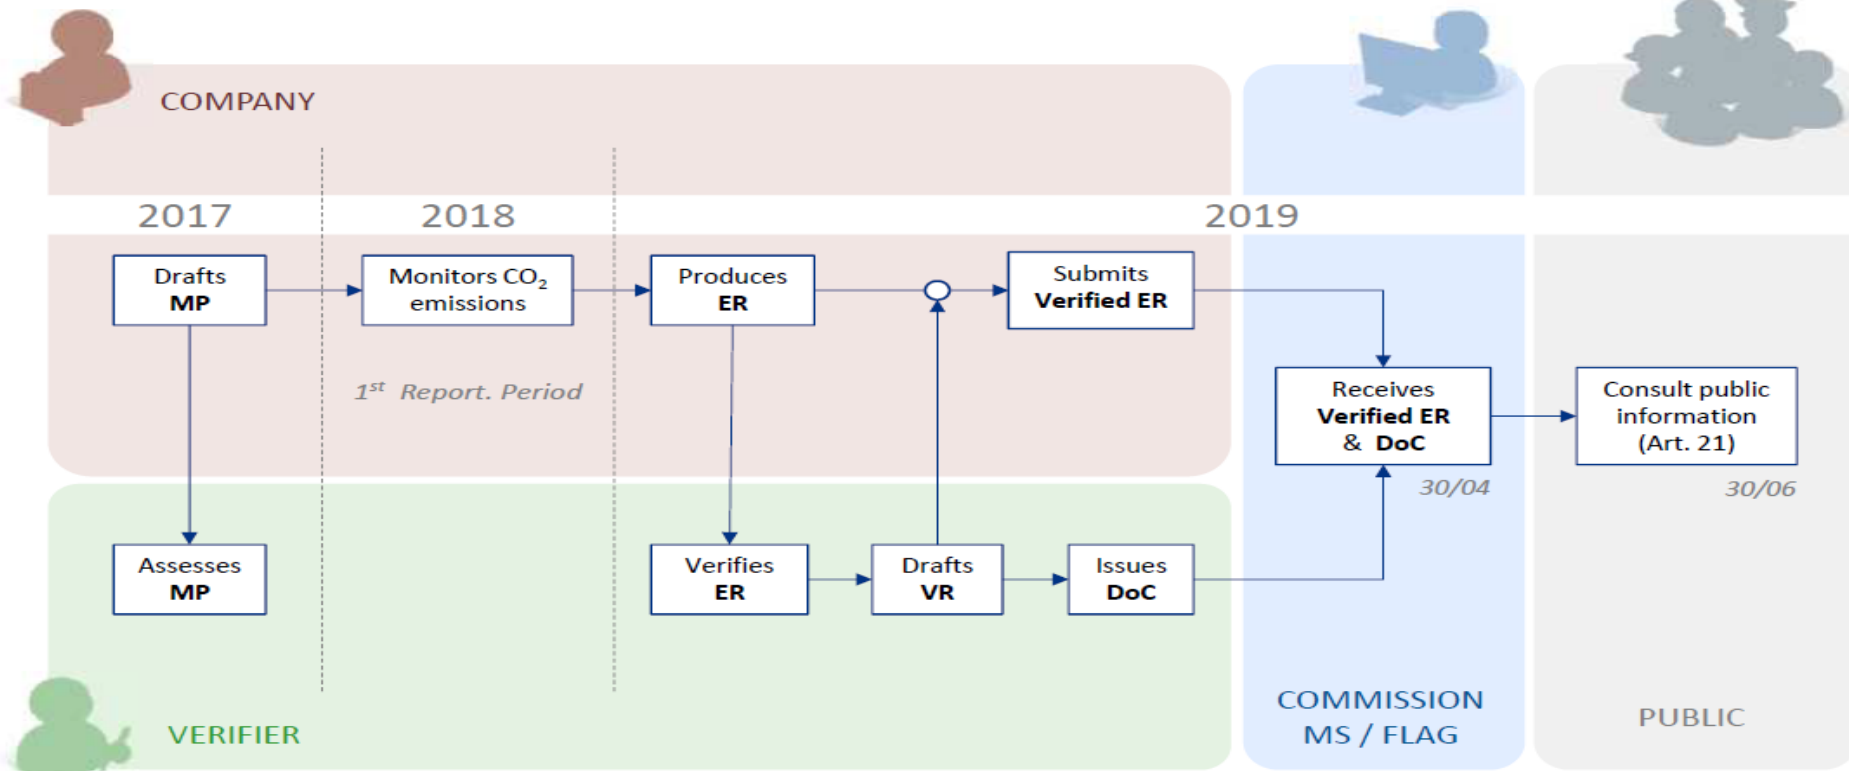 COMPANY
2017
2018
2019
Drafts
MP
Monitors CO₂
emissions
Produces
ER
Submits
Verified ER
1st Report. Period
Receives
Verified ER
& DoC
30/04
Consult public
information
(Art. 21)
30/06
Assesses
MP
Verifies
ER
Drafts
VR
Issues
DoC
VERIFIER
COMMISSION
MS / FLAG
PUBLIC